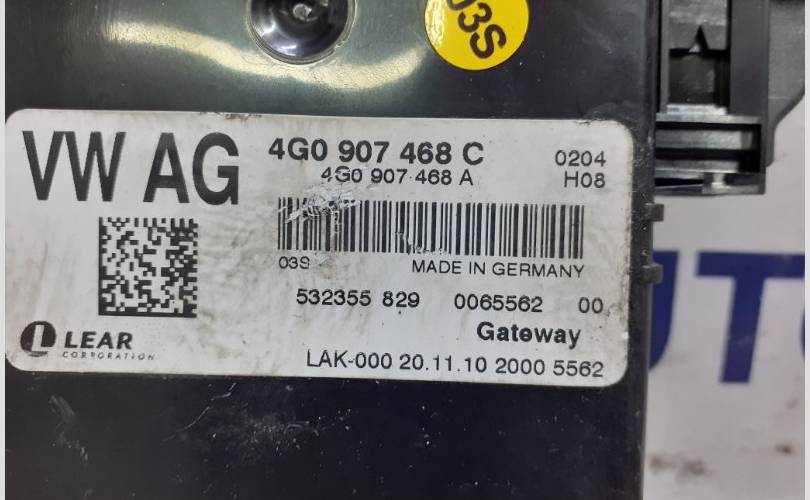 03S
VW AG
4G0 907 468 C
0204
4G0 907 468 A
H08
03S
MADE IN GERMANY
532355 829 0065562 00
Gateway
LEAR
CORPORATION
LAK-000 20.11.10 2000 5562
UTO